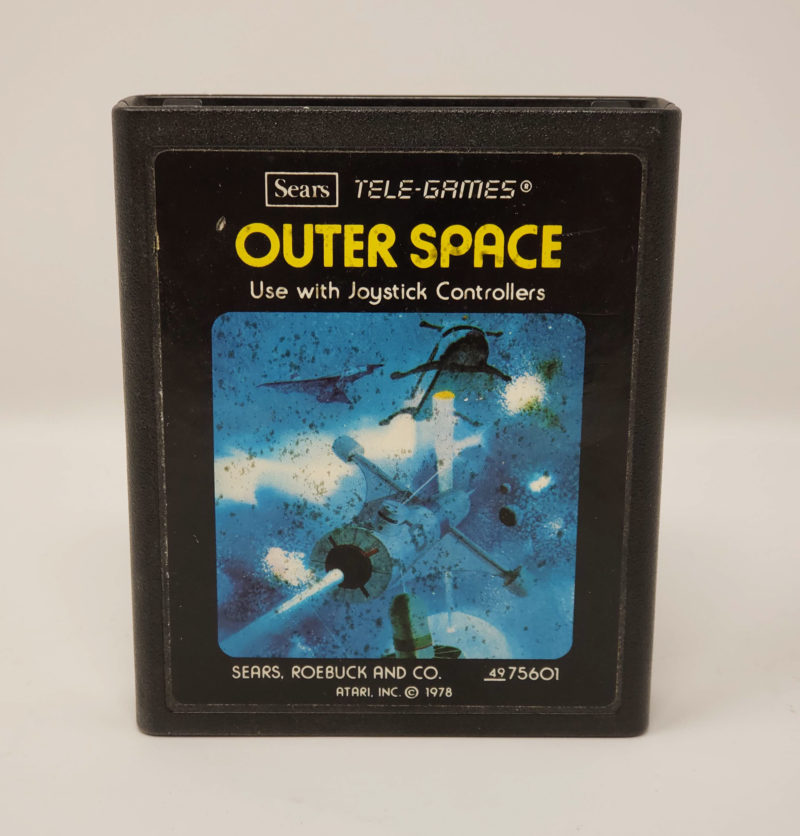 Sears TELE-GAMES®
OUTER SPACE
Use with Joystick Controllers
SEARS, ROEBUCK AND CO. 49 75601
ATARI, INC. © 1978